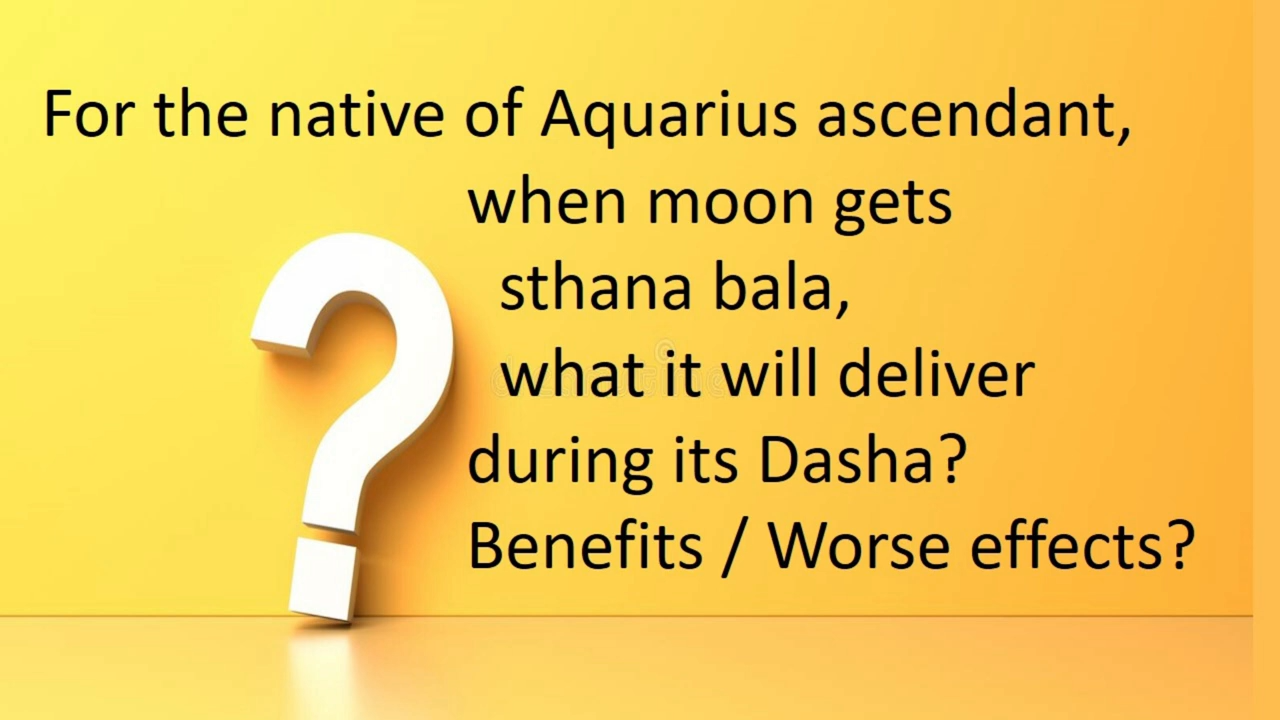 For the native of Aquarius ascendant,
when moon gets
sthana bala,
what it will deliver
during its Dasha?
Benefits / Worse effects?